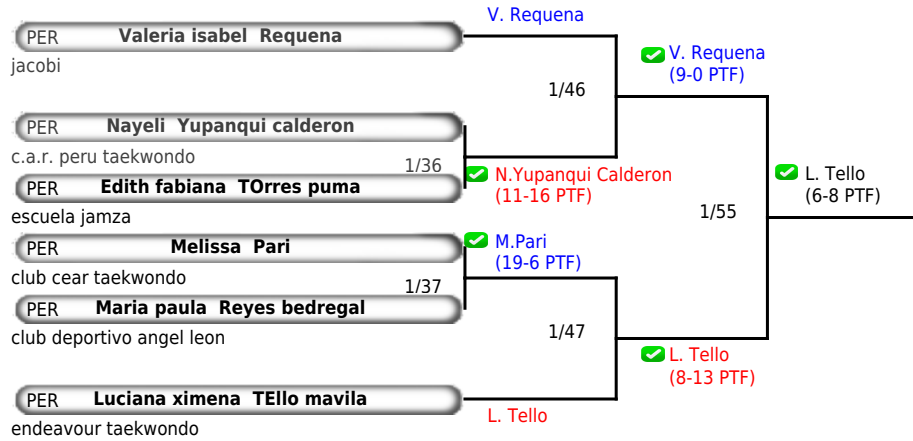 V. Requena
PER Valeria isabel Requena
jacobi
V. Requena
(9-0 PTF)
1/46
PER Nayeli Yupanqui calderon
c.a.r. peru taekwondo
1/36
N.Yupanqui Calderon
(11-16 PTF)
PER Edith fabiana TOrres puma
escuela jamza
L. Tello
(6-8 PTF)
1/55
PER Melissa Pari
club cear taekwondo
M.Pari
(19-6 PTF)
1/37
PER Maria paula Reyes bedregal
club deportivo angel leon
1/47
L. Tello
(8-13 PTF)
PER Luciana ximena TEllo mavila
endeavour taekwondo
L. Tello